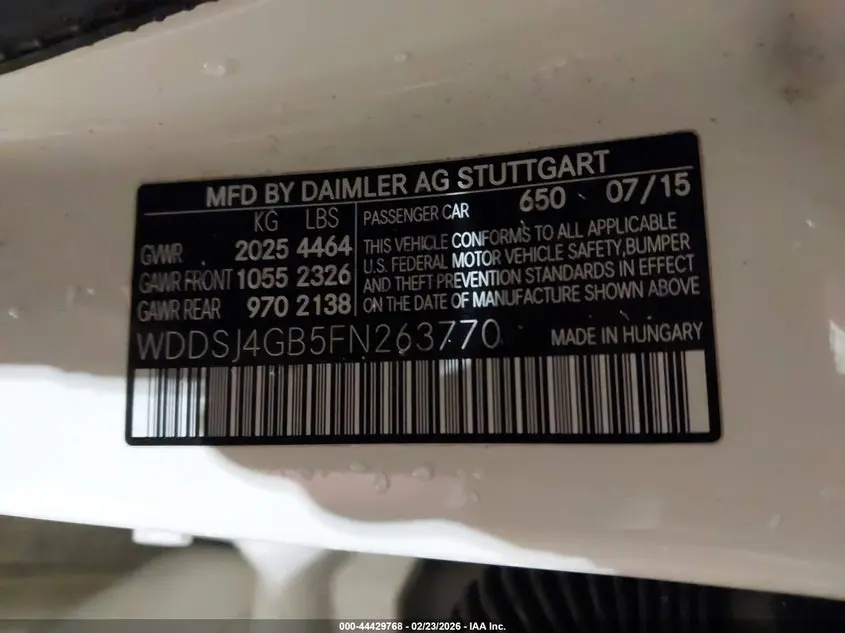 MFD BY DAIMLER AG STUTTGART
KG LBS
GVWR 2025 4464
GAWR FRONT 1055 2326
GAWR REAR 970 2138
PASSENGER CAR 650 07/15
THIS VEHICLE CONFORMS TO ALL APPLICABLE
U.S. FEDERAL MOTOR VEHICLE SAFETY,BUMPER
AND THEFT PREVENTION STANDARDS IN EFFECT
ON THE DATE OF MANUFACTURE SHOWN ABOVE
WDDSJ4GB5FN263770 MADE IN HUNGARY
000-44429768 - 02/23/2026 - IAA Inc.